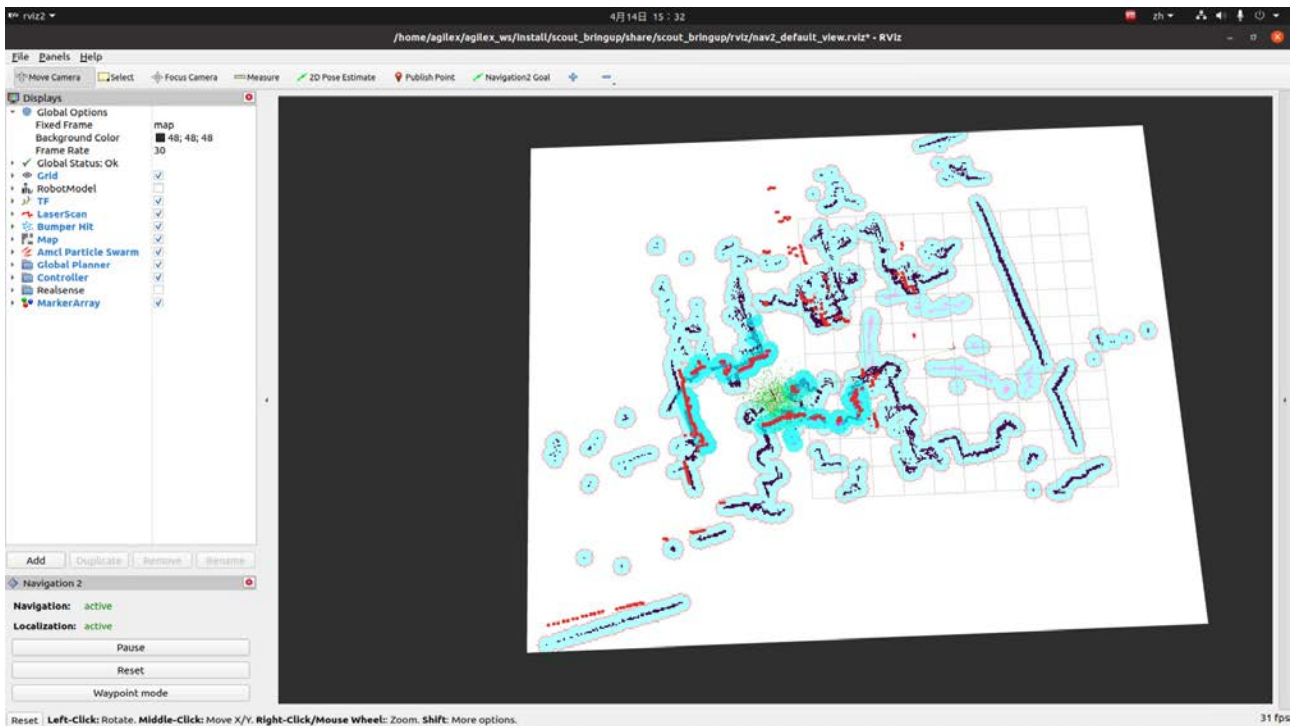 rviz2
4月14日 15：32
zh
/home/agilex/agilex_ws/install/scout_bringup/share/scout_bringup/rviz/nav2_default_view.rviz* - RViz
File Panels Help
Move Camera Select Focus Camera Measure 2D Pose Estimate Publish Point Navigation2 Goal
Displays
Global Options
Fixed Frame map
Background Color 48; 48; 48
Frame Rate 30
Global Status: Ok
Grid
RobotModel
TF
LaserScan
Bumper Hit
Map
Amcl Particle Swarm
Global Planner
Controller
Realsense
MarkerArray
Add Duplicate Remove Rename
Navigation 2
Navigation: active
Localization: active
Pause
Reset
Waypoint mode
Reset Left-Click: Rotate. Middle-Click: Move X/Y. Right-Click/Mouse Wheel:: Zoom. Shift: More options. 31 fps